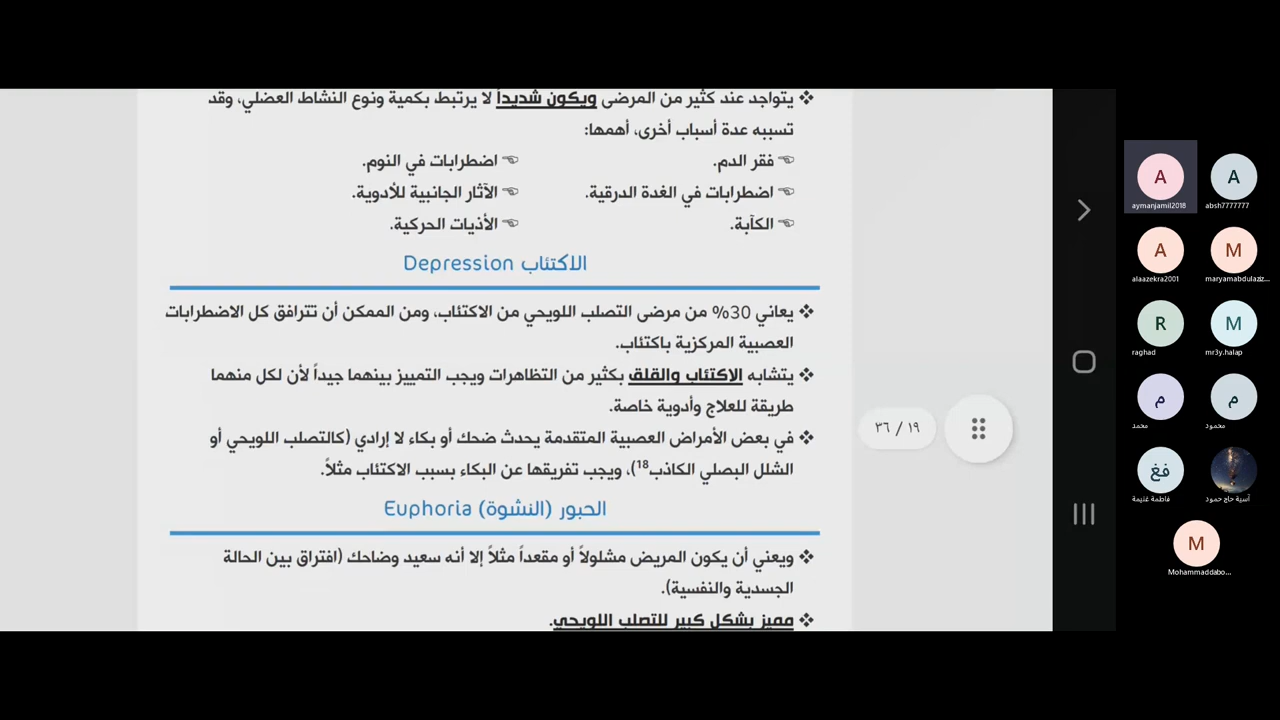 ❖ يتواجد عند كثير من المرضى ويكون شديداً لا يرتبط بكمية ونوع النشاط العضلي، وقد
تسببه عدة أسباب أخرى، أهمها:
فقر الدم. اضطرابات في النوم.
اضطرابات في الغدة الدرقية. الآثار الجانبية للأدوية.
الكآبة. الأذيات الحركية.
الاكتئاب Depression
❖ يعاني 30% من مرضى التصلب اللويحي من الاكتئاب، ومن الممكن أن تترافق كل الاضطرابات
العصبية المركزية باكتئاب.
❖ يتشابه الاكتئاب والقلق بكثير من التظاهرات ويجب التمييز بينهما جيداً لأن لكل منهما
طريقة للعلاج وأدوية خاصة.
❖ في بعض الأمراض العصبية المتقدمة يحدث ضحك أو بكاء لا إرادي (كالتصلب اللويحي أو
الشلل البصلي الكاذب18)، ويجب تفريقها عن البكاء بسبب الاكتئاب مثلاً.
الحبور (النشوة) Euphoria
❖ ويعني أن يكون المريض مشلولاً أو مقعداً مثلاً إلا أنه سعيد وضاحك (افتراق بين الحالة
الجسدية والنفسية).
❖ مميز بشكل كبير للتصلب اللويحي.
١٩ / ٣٦
A
aymanjamil2018
A
absh7777777
A
alaazekra2001
M
maryamabdulaziz...
R
raghad
M
mr3y.halap
م
محمد
م
محمود
فغ
فاطمة غنيمة
آسية حاج حمود
M
Mohammaddabo...